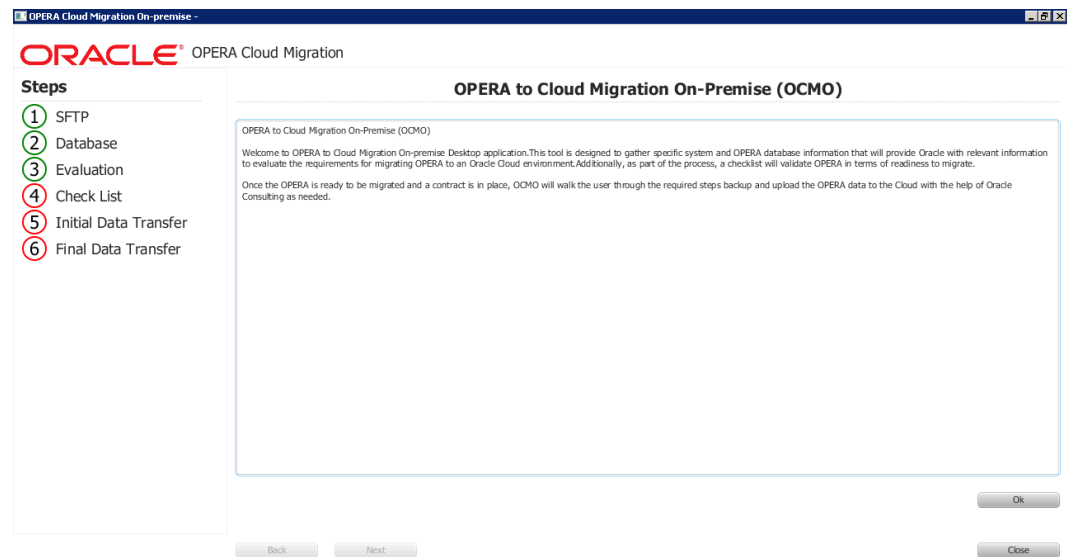 OPERA Cloud Migration On-premise -
ORACLE® OPERA Cloud Migration
Steps
1 SFTP
2 Database
3 Evaluation
4 Check List
5 Initial Data Transfer
6 Final Data Transfer
OPERA to Cloud Migration On-Premise (OCMO)
OPERA to Cloud Migration On-Premise (OCMO)
Welcome to OPERA to Cloud Migration On-premise Desktop application.This tool is designed to gather specific system and OPERA database information that will provide Oracle with relevant information
to evaluate the requirements for migrating OPERA to an Oracle Cloud environment.Additionally, as part of the process, a checklist will validate OPERA in terms of readiness to migrate.
Once the OPERA is ready to be migrated and a contract is in place, OCMO will walk the user through the required steps backup and upload the OPERA data to the Cloud with the help of Oracle
Consulting as needed.
Ok
Back Next Close